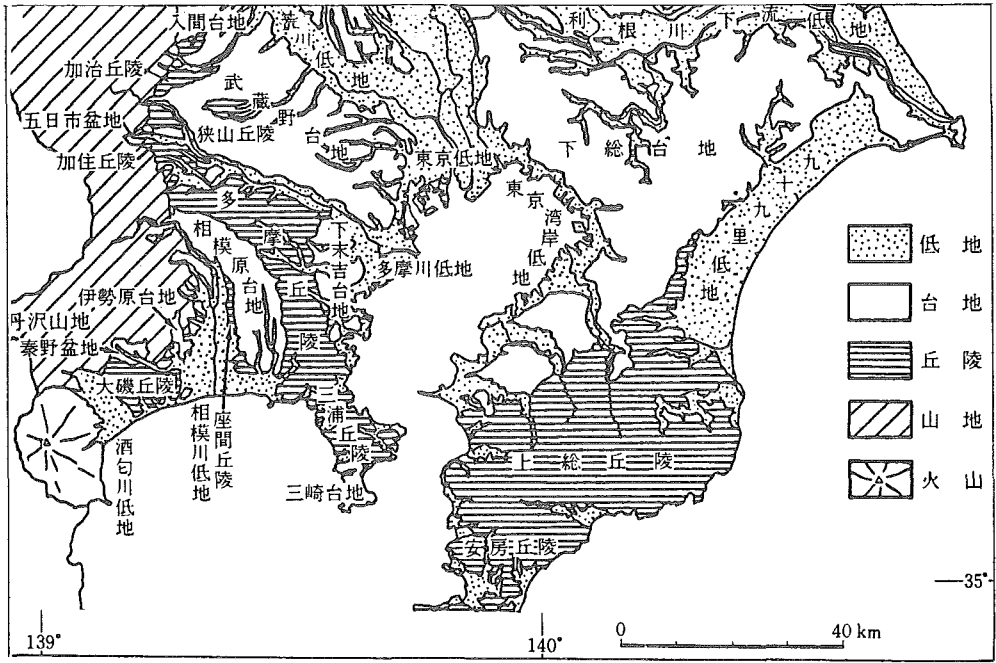 入間台地
荒川低地
利根川下流低地
加治丘陵
武蔵野台地
五日市盆地
狭山丘陵
下総台地
加住丘陵
東京低地
九十九里低地
東京湾岸低地
多摩丘陵
相模原台地
下末吉台地
多摩川低地
伊勢原台地
丹沢山地
秦野盆地
大磯丘陵
三浦丘陵
相模川低地
座間丘陵
酒匂川低地
三崎台地
上総丘陵
安房丘陵
低地
台地
丘陵
山地
火山
35°
139°
140°
0
40 km